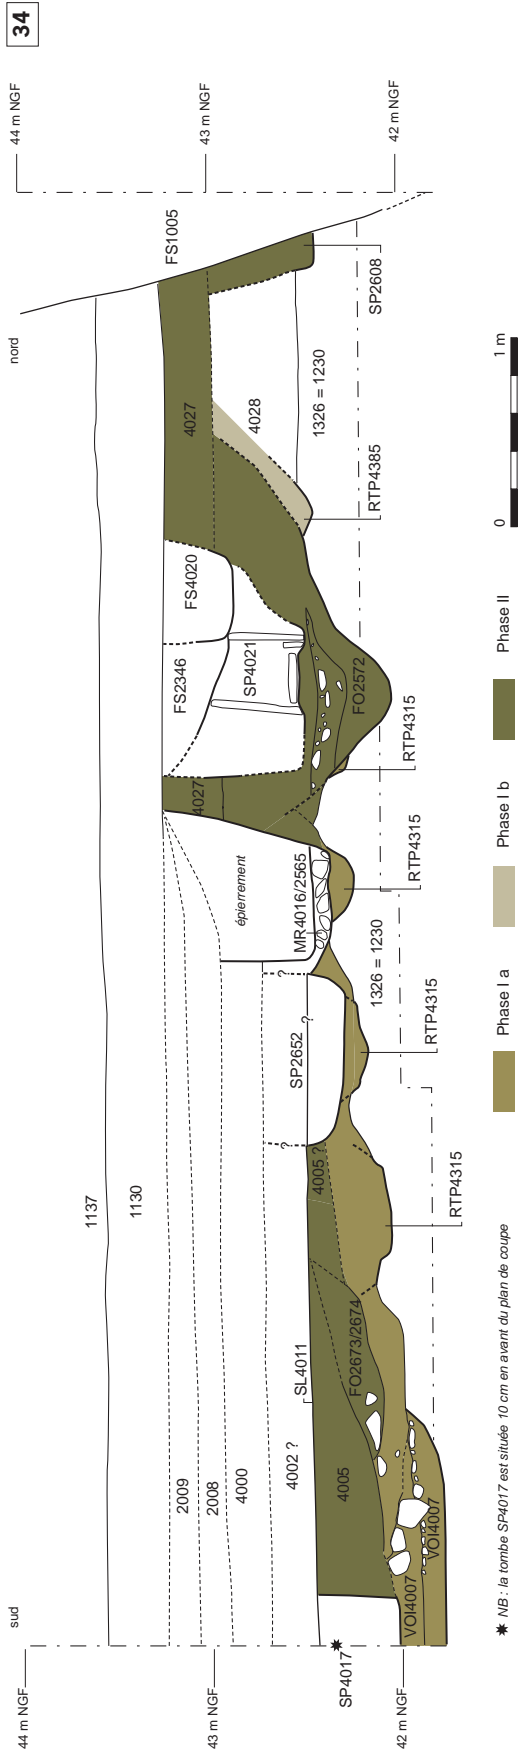 34
sud
nord
44 m NGF
43 m NGF
42 m NGF
44 m NGF
43 m NGF
42 m NGF
1137
1130
2009
2008
4000
4002 ?
SL4011
4005
4005 ?
FO2673/2674
VOI4007
VOI4007
SP4017
RTP4315
SP2652
?
?
?
RTP4315
1326 = 1230
épierrement
MR4016/2565
RTP4315
4027
RTP4315
FS2346
FS4020
SP4021
FO2572
4027
4028
RTP4385
1326 = 1230
SP2608
FS1005
NB : la tombe SP4017 est située 10 cm en avant du plan de coupe
Phase I a
Phase I b
Phase II
0
1 m